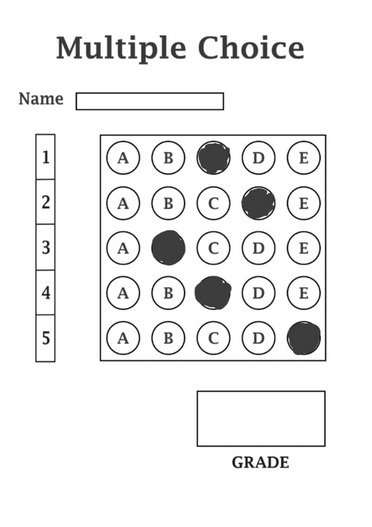 Multiple Choice
Name
1 A B D E
2 A B C E
3 A C D E
4 A B D E
5 A B C D
GRADE